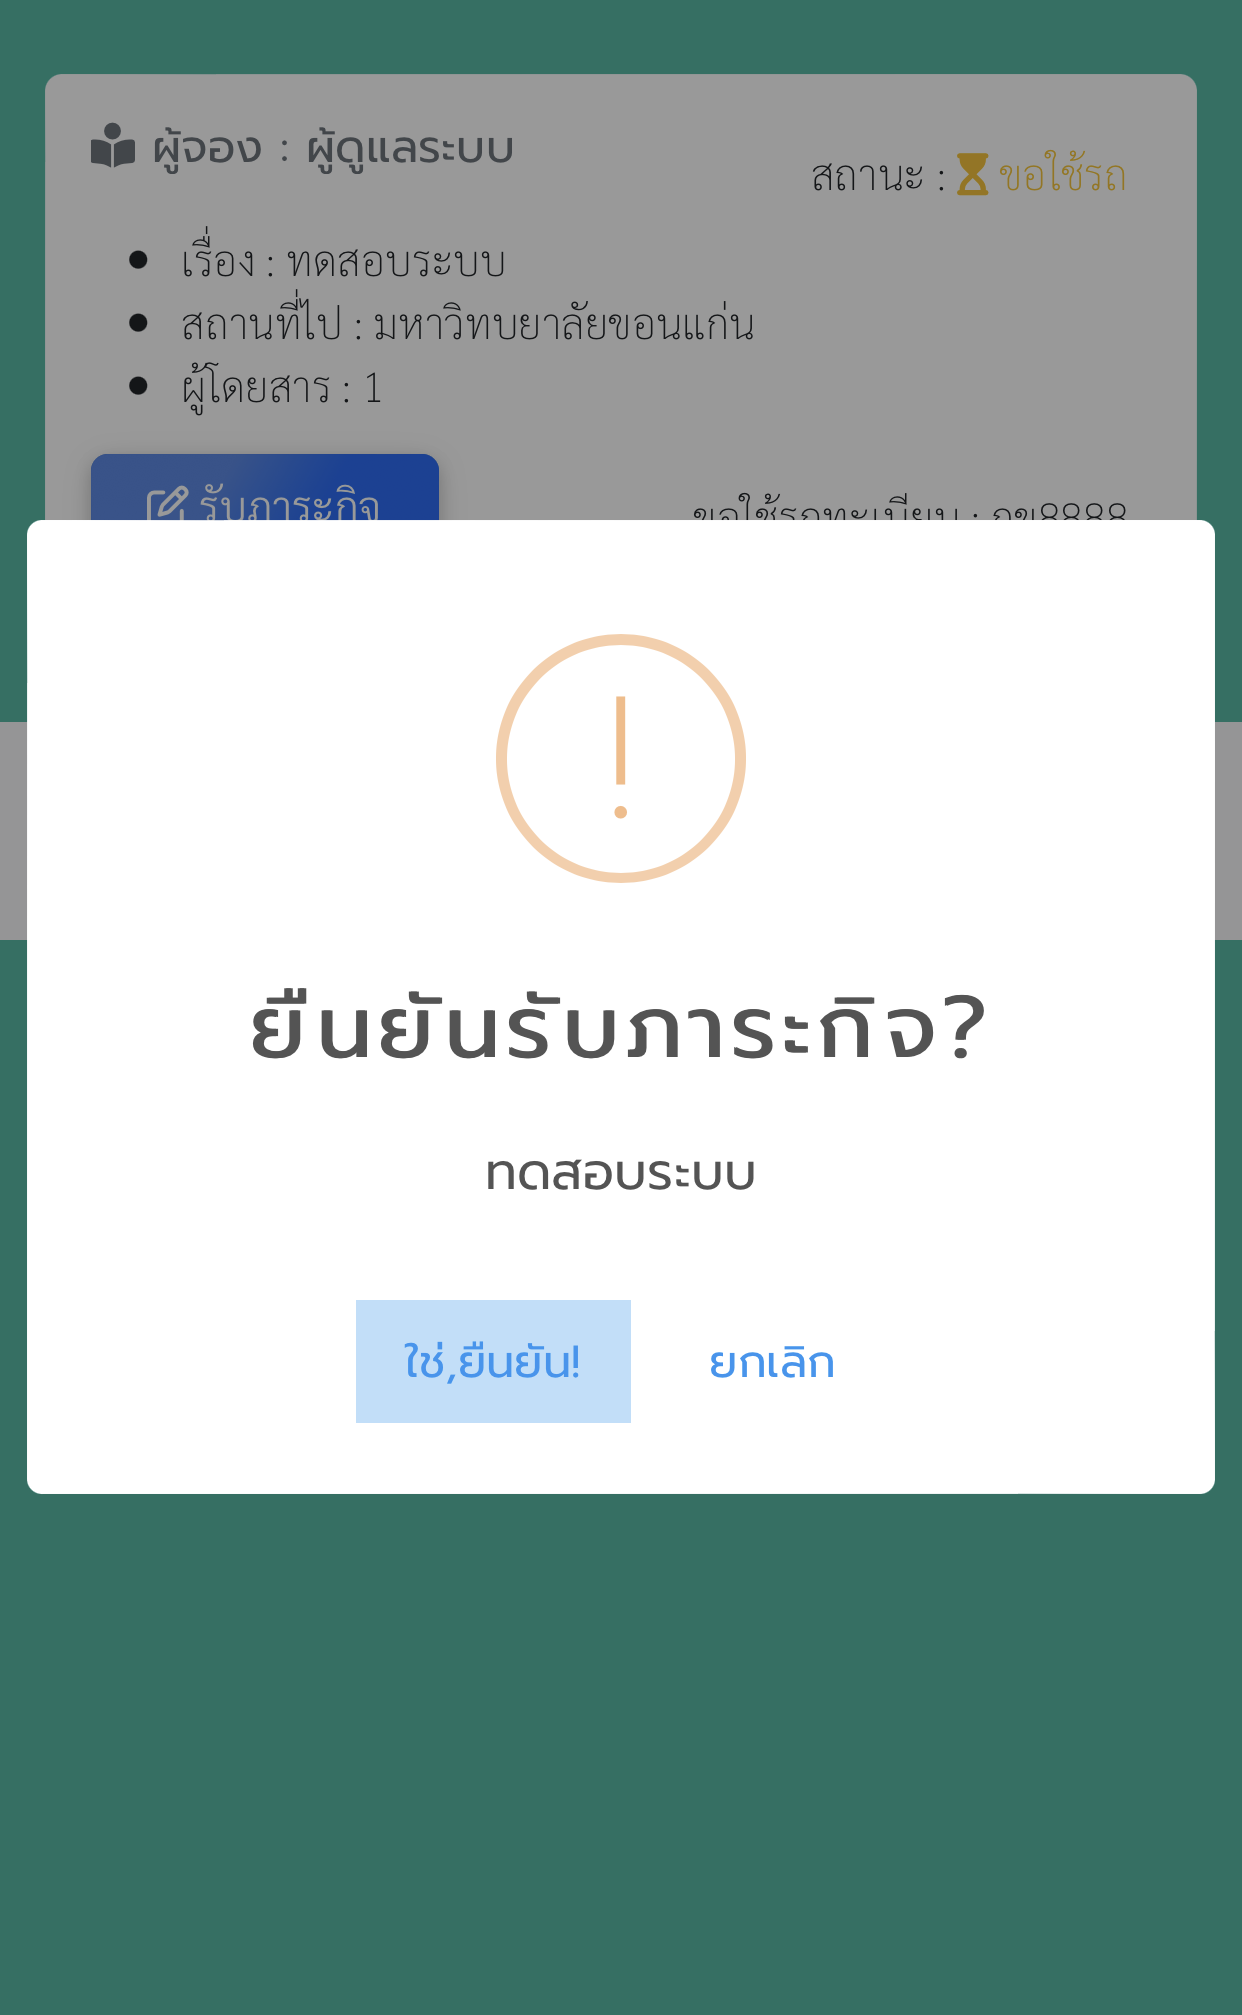 ผู้จอง : ผู้ดูแลระบบ
สถานะ : ขอใช้รถ
เรื่อง : ทดสอบระบบ
สถานที่ไป : มหาวิทบยาลัยขอนแก่น
ผู้โดยสาร : 1
รับภาระกิจ
ขอใช้รถทะเบียน : กข8888
ยืนยันรับภาระกิจ?
ทดสอบระบบ
ใช่,ยืนยัน!
ยกเลิก